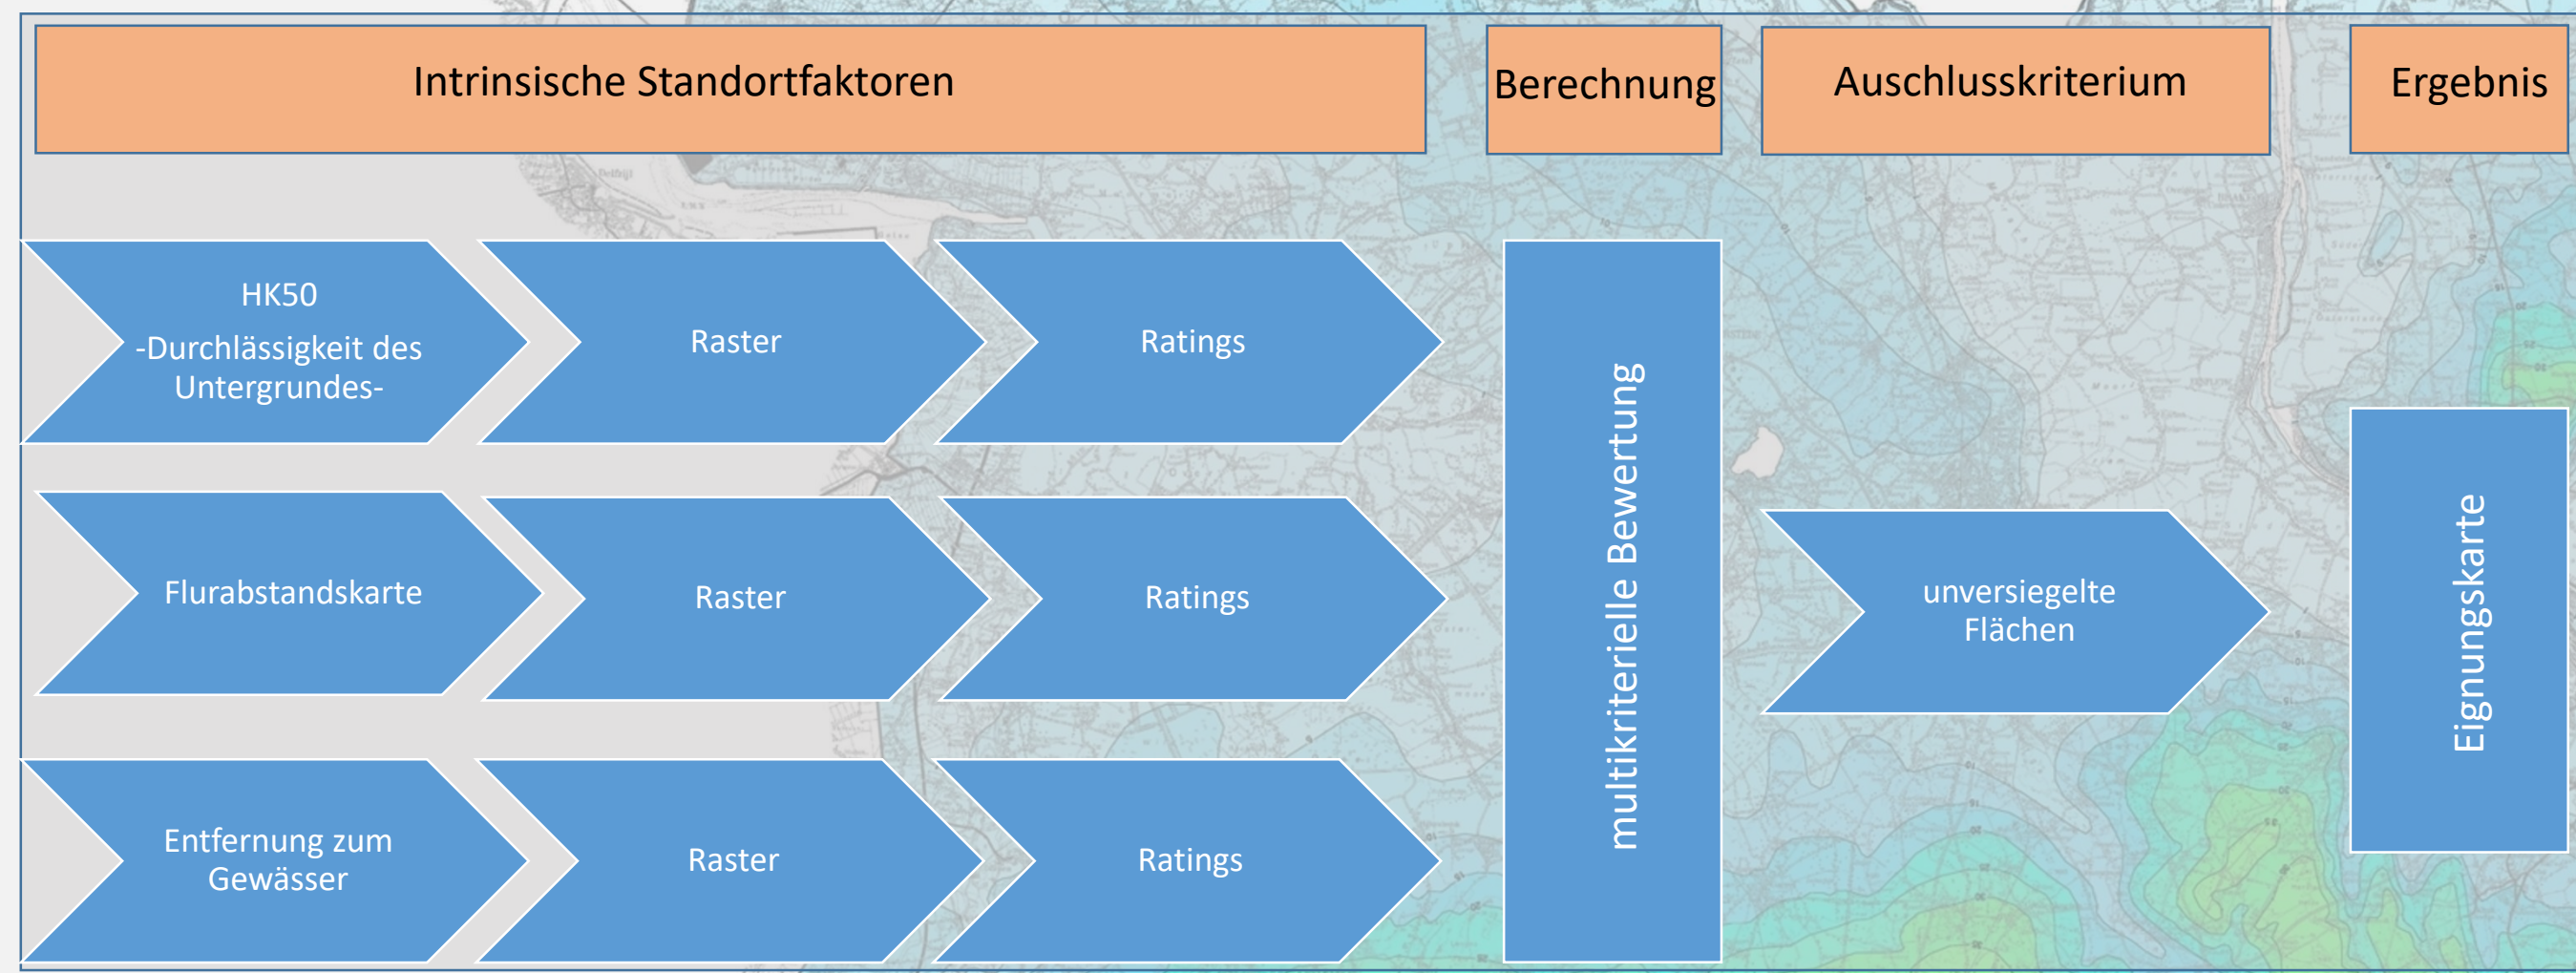 Intrinsische Standortfaktoren
Berechnung
Auschlusskriterium
Ergebnis
HK50
-Durchlässigkeit des
Untergrundes-
Raster
Ratings
Flurabstandskarte
Raster
Ratings
Entfernung zum
Gewässer
Raster
Ratings
multikriterielle Bewertung
unversiegelte
Flächen
Eignungskarte